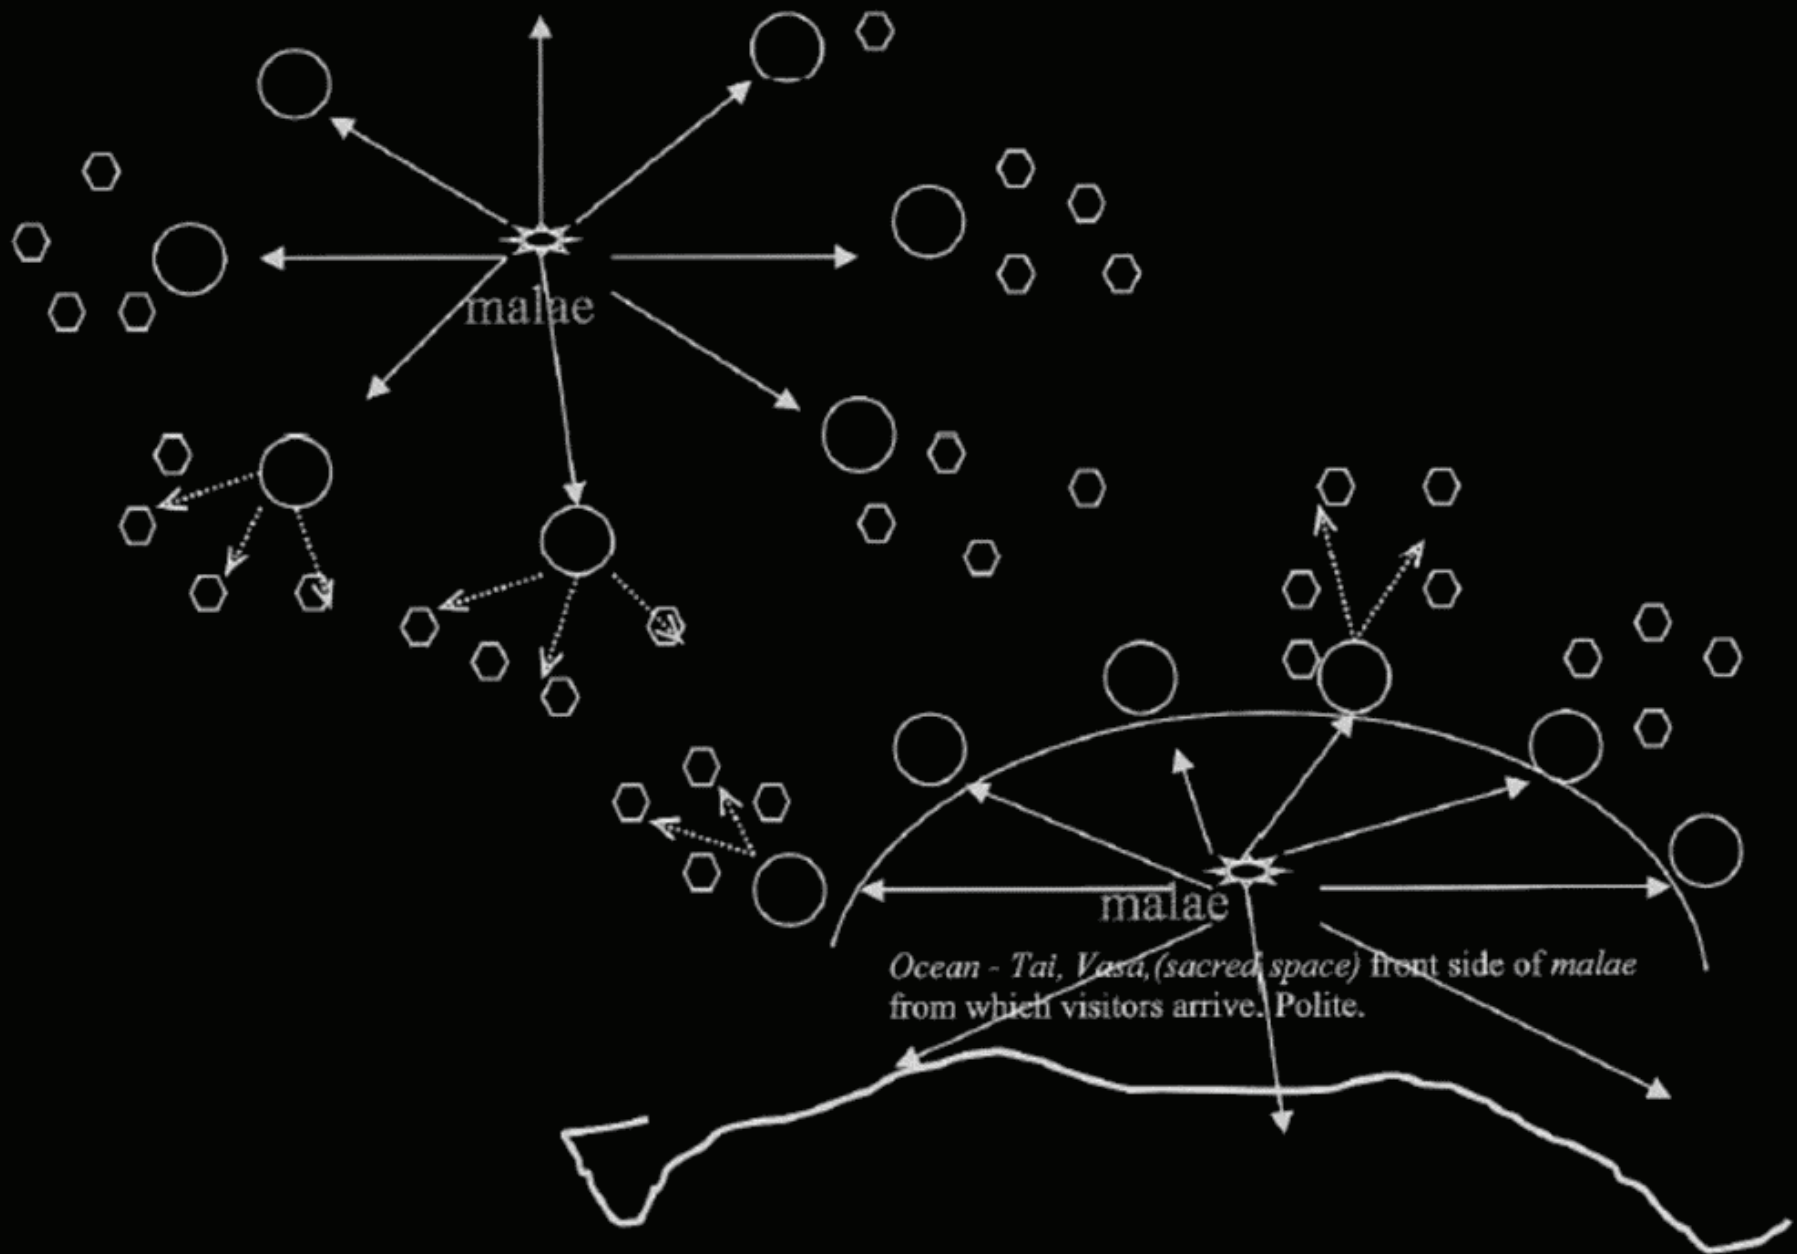 malae
malae
Ocean - Tai, Vasa,(sacred space) front side of malae
from which visitors arrive. Polite.